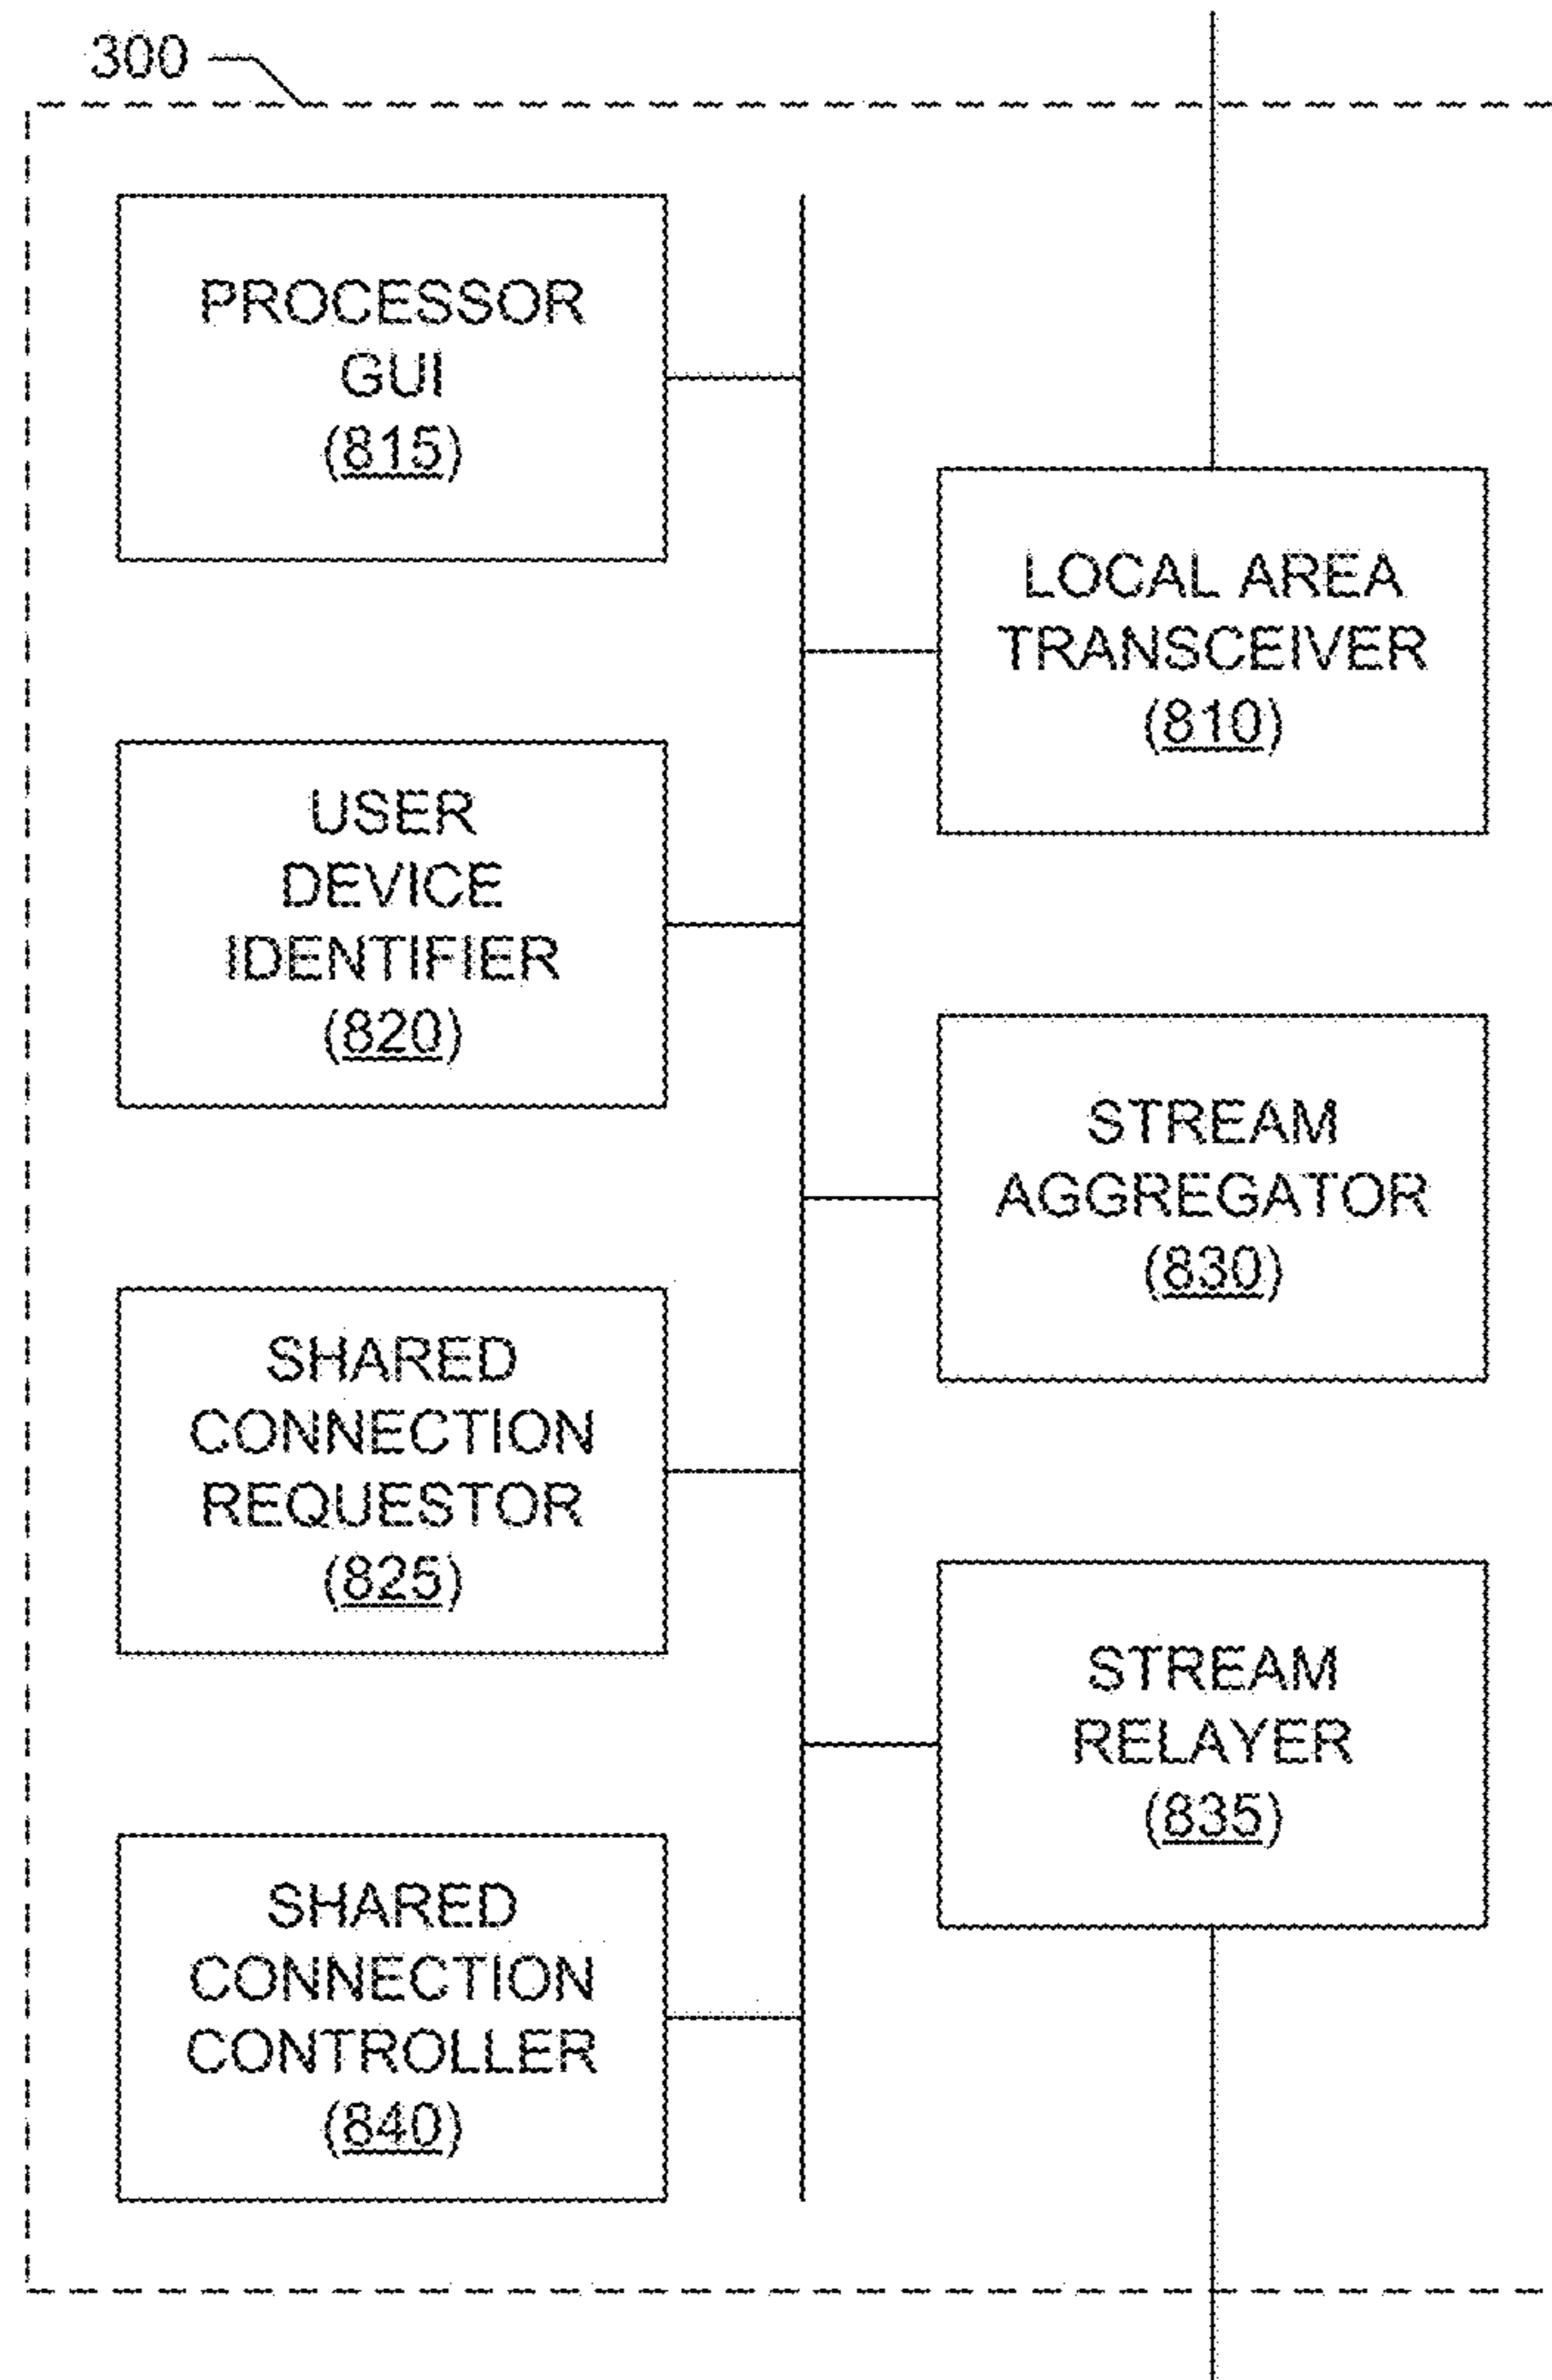 300
PROCESSOR
GUI
(815)
LOCAL AREA
TRANSCEIVER
(810)
USER
DEVICE
IDENTIFIER
(820)
STREAM
AGGREGATOR
(830)
SHARED
CONNECTION
REQUESTOR
(825)
STREAM
RELAYER
(835)
SHARED
CONNECTION
CONTROLLER
(840)